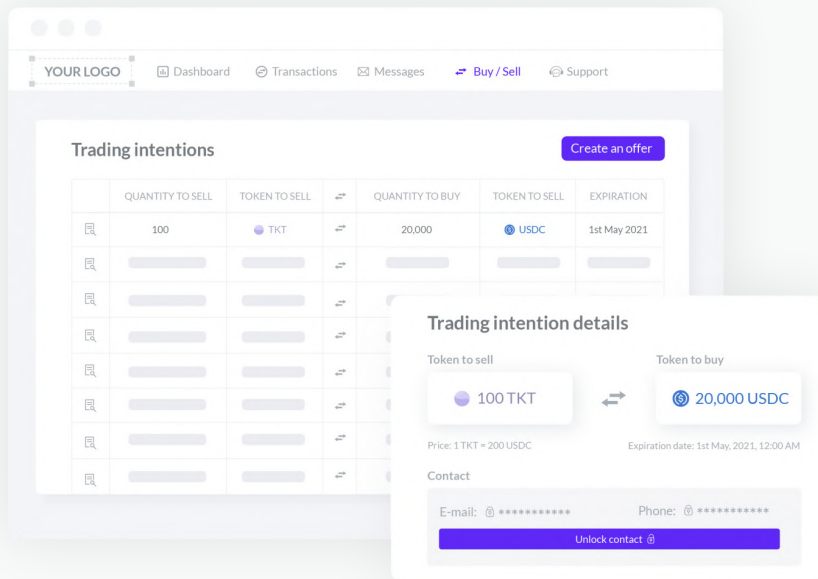 YOUR LOGO Dashboard Transactions Messages Buy / Sell Support
Trading intentions
Create an offer
QUANTITY TO SELL TOKEN TO SELL QUANTITY TO BUY TOKEN TO SELL EXPIRATION
100 TKT 20,000 USDC 1st May 2021
Trading intention details
Token to sell Token to buy
100 TKT 20,000 USDC
Price: 1 TKT = 200 USDC Expiration date: 1st May, 2021, 12:00 AM
Contact
E-mail: *********** Phone: ***********
Unlock contact